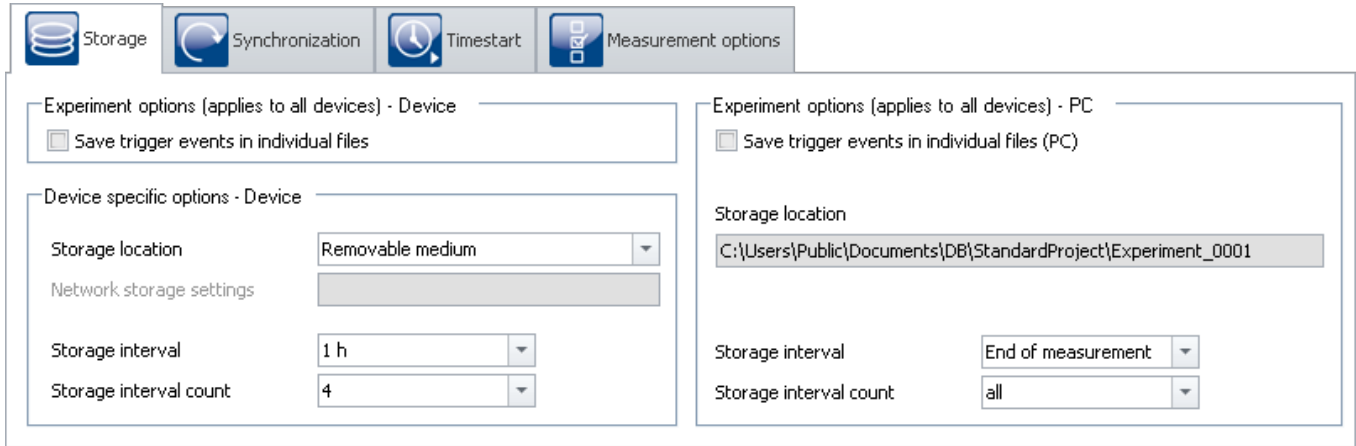 Storage
Synchronization
Timestart
Measurement options
Experiment options (applies to all devices) - Device
Save trigger events in individual files
Device specific options - Device
Storage location
Removable medium
Network storage settings
Storage interval
1 h
Storage interval count
4
Experiment options (applies to all devices) - PC
Save trigger events in individual files (PC)
Storage location
C:\Users\Public\Documents\DB\StandardProject\Experiment_0001
Storage interval
End of measurement
Storage interval count
all